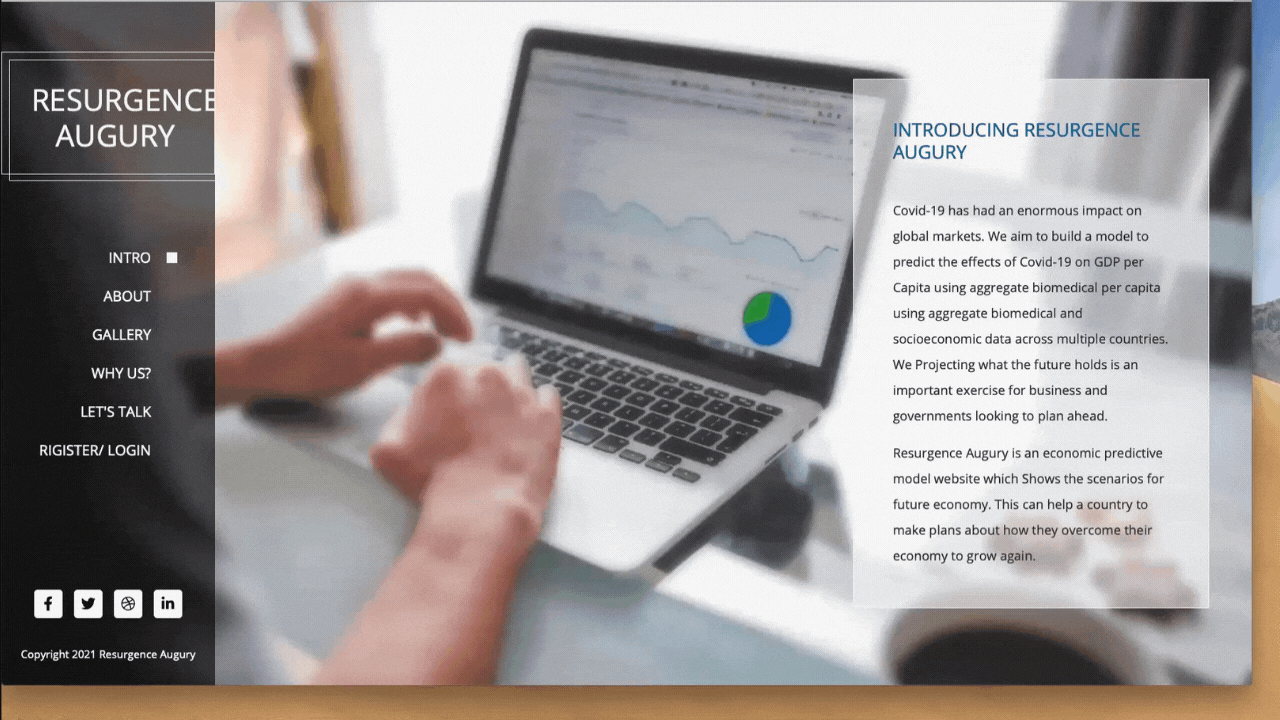 RESURGENCE
AUGURY
INTRO
ABOUT
GALLERY
WHY US?
LET'S TALK
RIGISTER/ LOGIN
Copyright 2021 Resurgence Augury
INTRODUCING RESURGENCE
AUGURY
Covid-19 has had an enormous impact on
global markets. We aim to build a model to
predict the effects of Covid-19 on GDP per
Capita using aggregate biomedical per capita
using aggregate biomedical and
socioeconomic data across multiple countries.
We Projecting what the future holds is an
important exercise for business and
governments looking to plan ahead.
Resurgence Augury is an economic predictive
model website which Shows the scenarios for
future economy. This can help a country to
make plans about how they overcome their
economy to grow again.